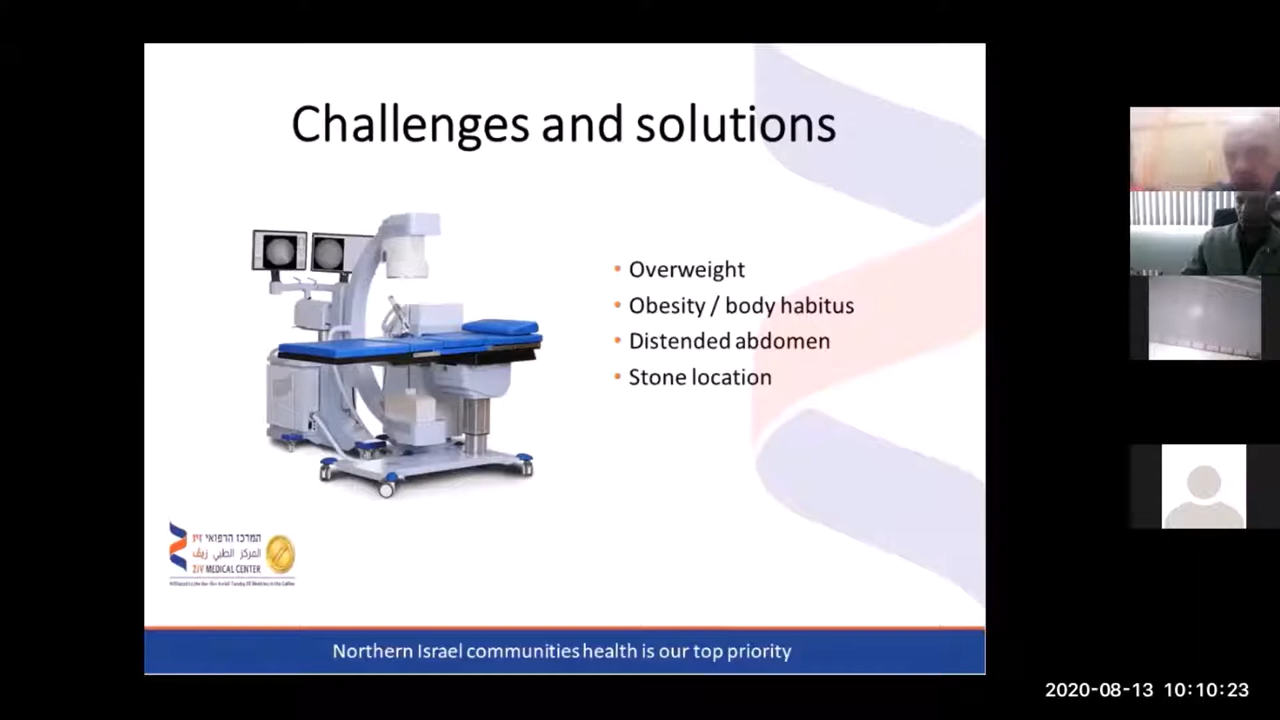 Challenges and solutions
• Overweight
• Obesity / body habitus
• Distended abdomen
• Stone location
המרכז הרפואי זיו
المركز الطبي زيڤ
ZIV MEDICAL CENTER
Northern Israel communities health is our top priority
2020-08-13 10:10:23